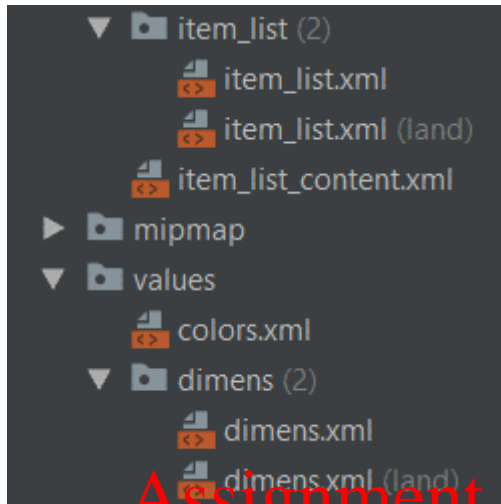 item_list (2)
item_list.xml
item_list.xml (land)
item_list_content.xml
mipmap
values
colors.xml
dimens (2)
dimens.xml
dimens.xml (land)
Assignment